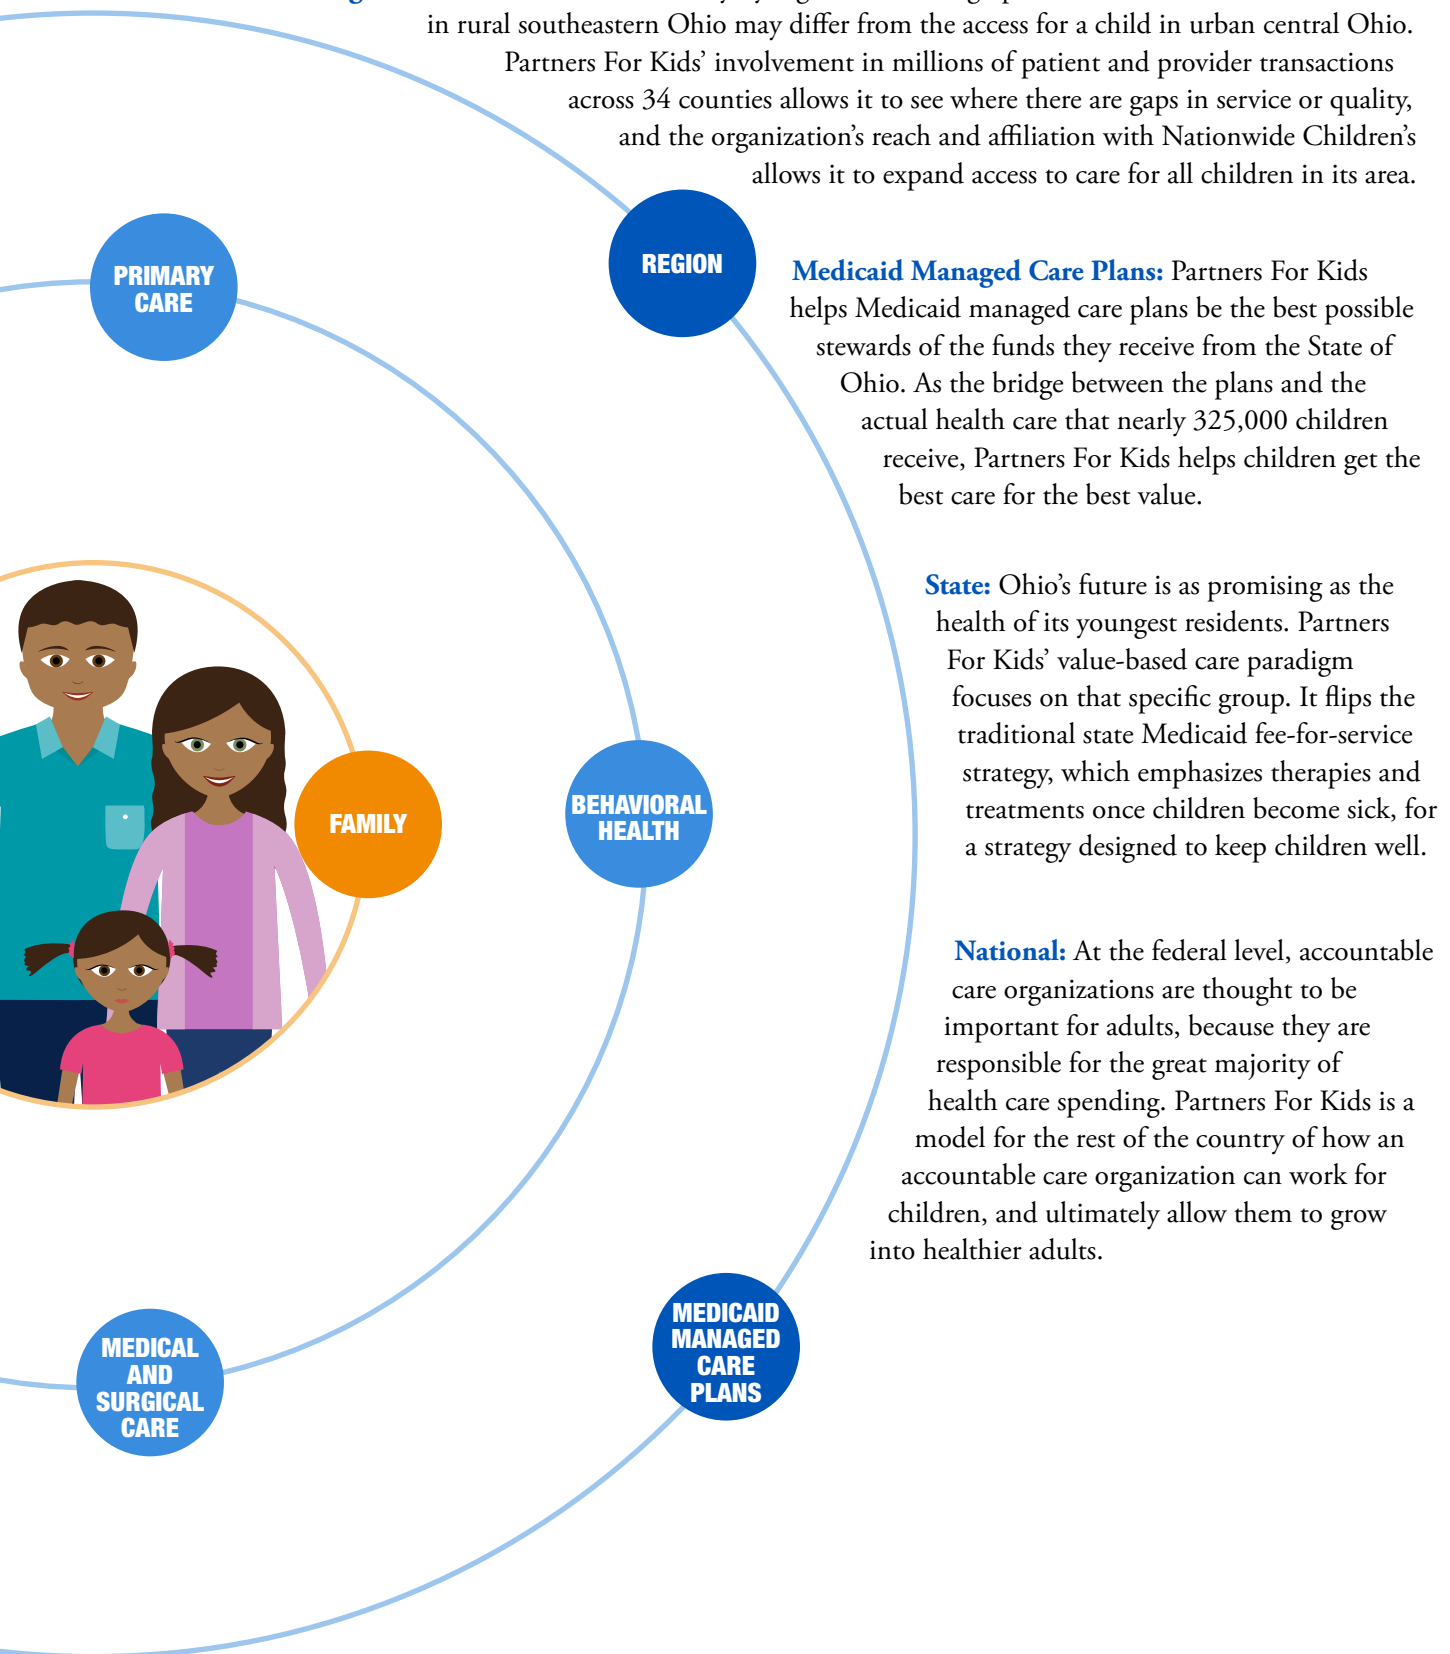 in rural southeastern Ohio may differ from the access for a child in urban central Ohio.
Partners For Kids’ involvement in millions of patient and provider transactions
across 34 counties allows it to see where there are gaps in service or quality,
and the organization’s reach and affiliation with Nationwide Children’s
allows it to expand access to care for all children in its area.
REGION
PRIMARY
CARE
Medicaid Managed Care Plans: Partners For Kids
helps Medicaid managed care plans be the best possible
stewards of the funds they receive from the State of
Ohio. As the bridge between the plans and the
actual health care that nearly 325,000 children
receive, Partners For Kids helps children get the
best care for the best value.
State: Ohio’s future is as promising as the
health of its youngest residents. Partners
For Kids’ value-based care paradigm
focuses on that specific group. It flips the
traditional state Medicaid fee-for-service
strategy, which emphasizes therapies and
treatments once children become sick, for
a strategy designed to keep children well.
FAMILY
BEHAVIORAL
HEALTH
National: At the federal level, accountable
care organizations are thought to be
important for adults, because they are
responsible for the great majority of
health care spending. Partners For Kids is a
model for the rest of the country of how an
accountable care organization can work for
children, and ultimately allow them to grow
into healthier adults.
MEDICAID
MANAGED
CARE
PLANS
MEDICAL
AND
SURGICAL
CARE